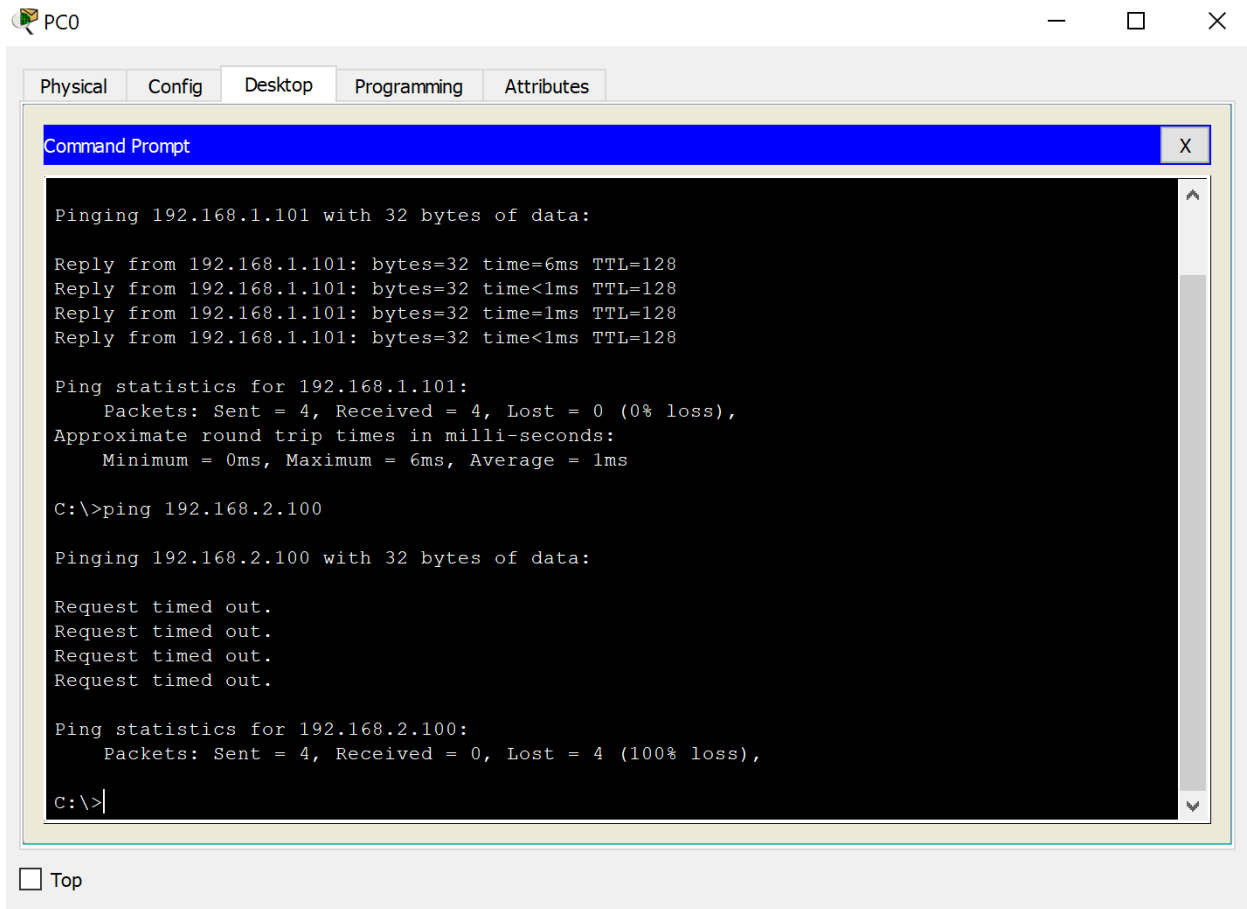 PC0
Physical Config Desktop Programming Attributes
Command Prompt X
Pinging 192.168.1.101 with 32 bytes of data:
Reply from 192.168.1.101: bytes=32 time=6ms TTL=128
Reply from 192.168.1.101: bytes=32 time<1ms TTL=128
Reply from 192.168.1.101: bytes=32 time=1ms TTL=128
Reply from 192.168.1.101: bytes=32 time<1ms TTL=128
Ping statistics for 192.168.1.101:
Packets: Sent = 4, Received = 4, Lost = 0 (0% loss),
Approximate round trip times in milli-seconds:
Minimum = 0ms, Maximum = 6ms, Average = 1ms
C:\>ping 192.168.2.100
Pinging 192.168.2.100 with 32 bytes of data:
Request timed out.
Request timed out.
Request timed out.
Request timed out.
Ping statistics for 192.168.2.100:
Packets: Sent = 4, Received = 0, Lost = 4 (100% loss),
C:\>
Top